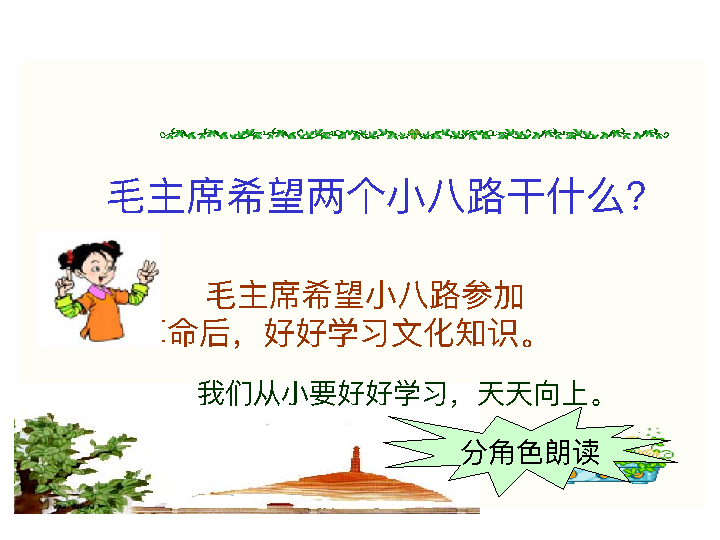 毛主席希望两个小八路干什么?
毛主席希望小八路参加
命后，好好学习文化知识。
我们从小要好好学习，天天向上。
分角色朗读